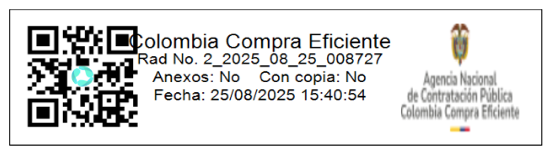 Colombia Compra Eficiente
Rad No. 2_2025_08_25_008727
Anexos: No Con copia: No
Fecha: 25/08/2025 15:40:54
Agencia Nacional
de Contratación Pública
Colombia Compra Eficiente